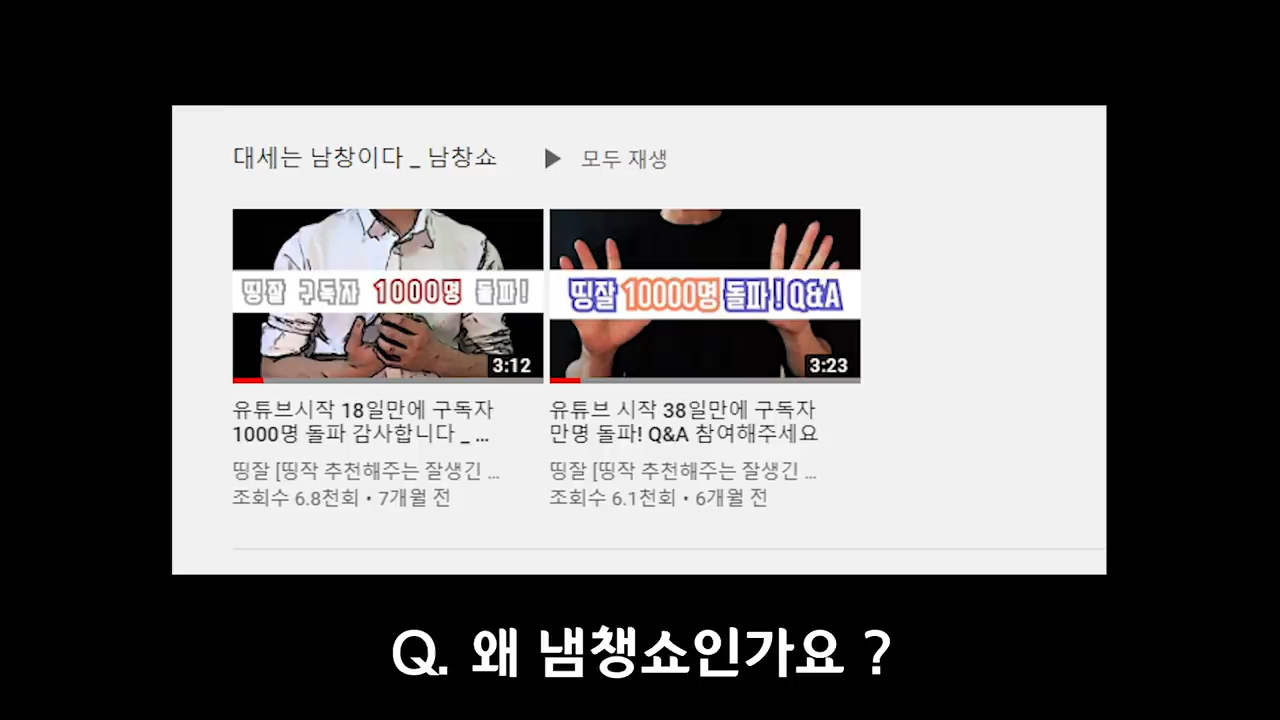 대세는 남창이다 _ 남창쇼 ▶ 모두 재생
띵잘 구독자 1000명 돌파!
3:12
띵잘 10000명 돌파! Q&A
3:23
유튜브시작 18일만에 구독자
1000명 돌파 감사합니다 _ ...
띵잘 [띵작 추천해주는 잘생긴 ...
조회수 6.8천회 • 7개월 전
유튜브 시작 38일만에 구독자
만명 돌파! Q&A 참여해주세요
띵잘 [띵작 추천해주는 잘생긴 ...
조회수 6.1천회 • 6개월 전
Q. 왜 냄챙쇼인가요 ?